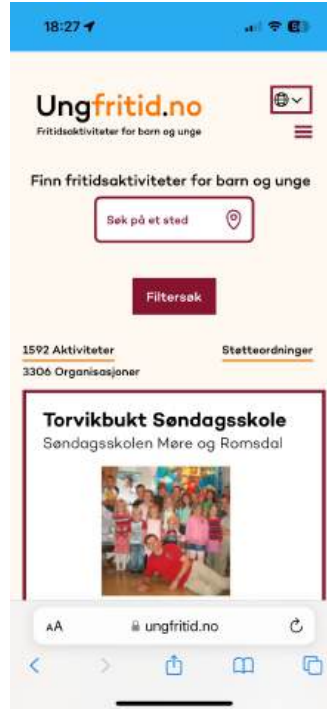 18:27
Ungfritid.no
Fritidsaktiviteter for barn og unge
Finn fritidsaktiviteter for barn og unge
Søk på et sted
Filtersøk
1592 Aktiviteter
Støtteordninger
3306 Organisasjoner
Torvikbukt Søndagsskole
Søndagsskolen Møre og Romsdal
AA
ungfritid.no